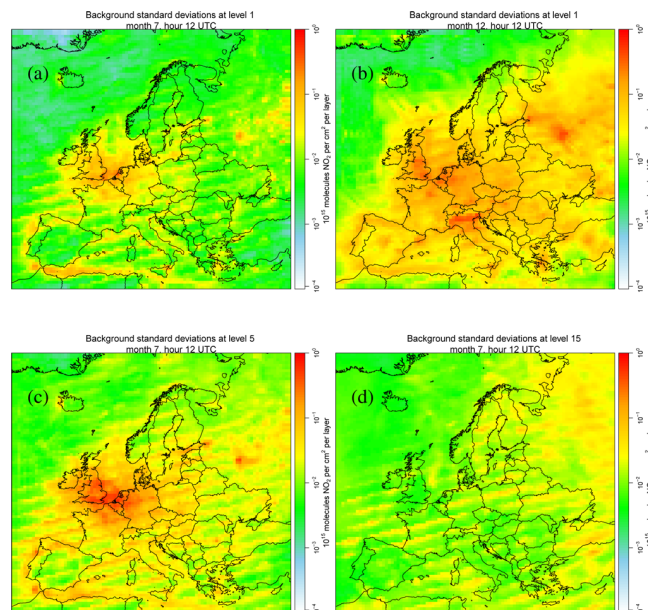 Background standard deviations at level 1
month 7, hour 12 UTC
(a)
10⁰
10⁻¹
10⁻²
10⁻³
10⁻⁴
10¹⁵ molecules NO₂ per cm² per layer
Background standard deviations at level 1
month 12, hour 12 UTC
(b)
10⁰
10⁻¹
10⁻²
10⁻³
10⁻⁴
Background standard deviations at level 5
month 7, hour 12 UTC
(c)
10⁰
10⁻¹
10⁻²
10⁻³
10¹⁵ molecules NO₂ per cm² per layer
Background standard deviations at level 15
month 7, hour 12 UTC
(d)
10⁰
10⁻¹
10⁻²
10⁻³